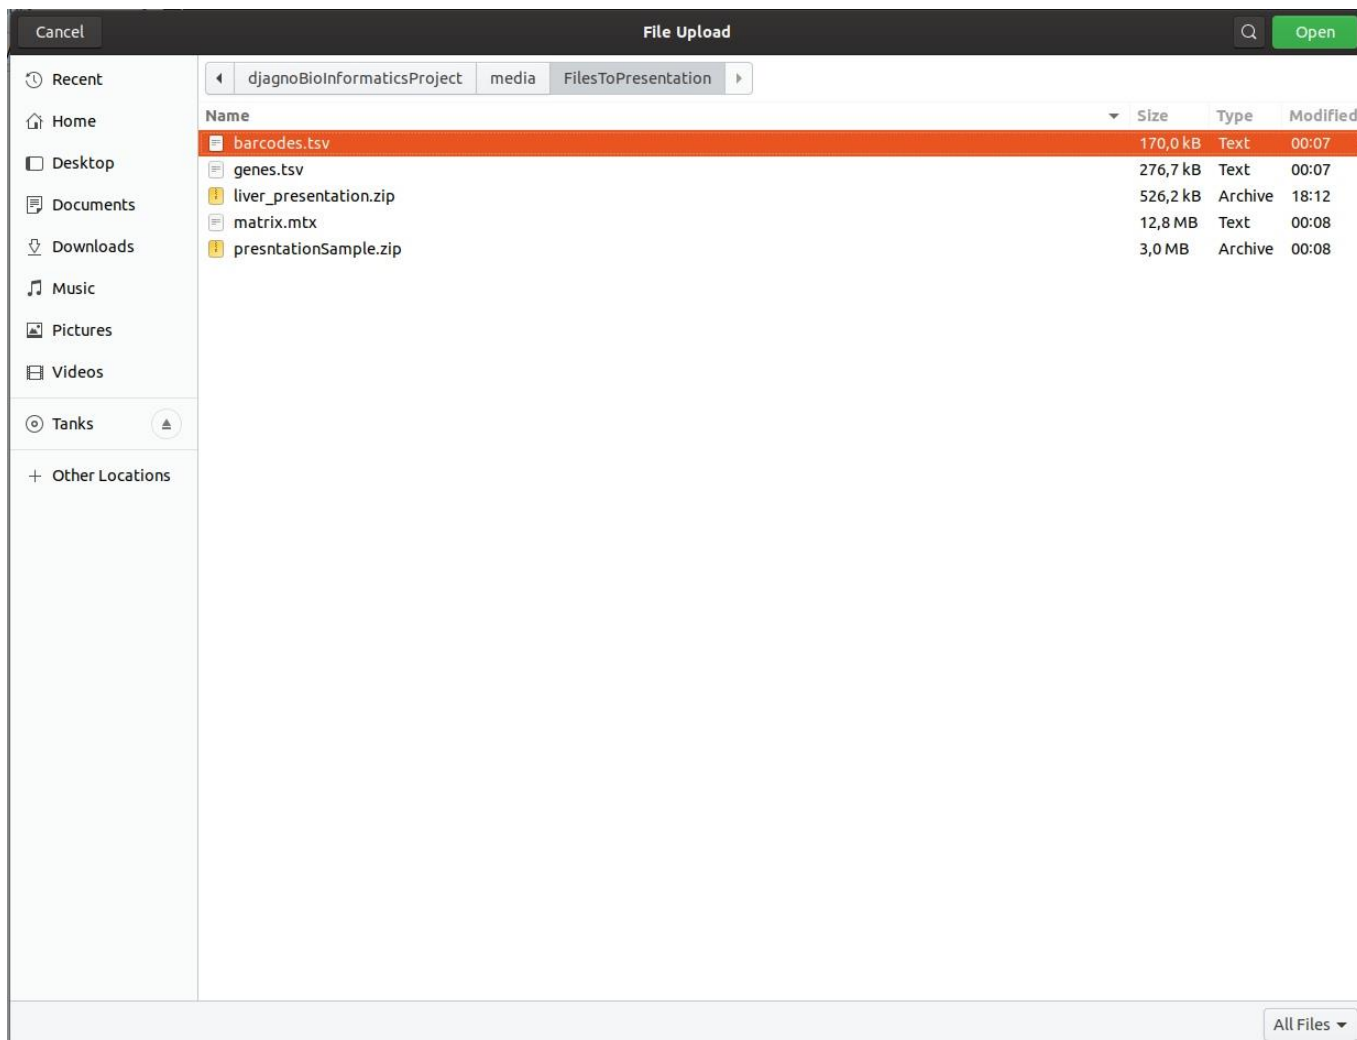 Cancel File Upload Open
Recent
Home
Desktop
Documents
Downloads
Music
Pictures
Videos
Tanks
Other Locations
djagnoBioInformaticsProject media FilesToPresentation
Name Size Type Modified
barcodes.tsv 170,0 kB Text 00:07
genes.tsv 276,7 kB Text 00:07
liver_presentation.zip 526,2 kB Archive 18:12
matrix.mtx 12,8 MB Text 00:08
presntationSample.zip 3,0 MB Archive 00:08
All Files